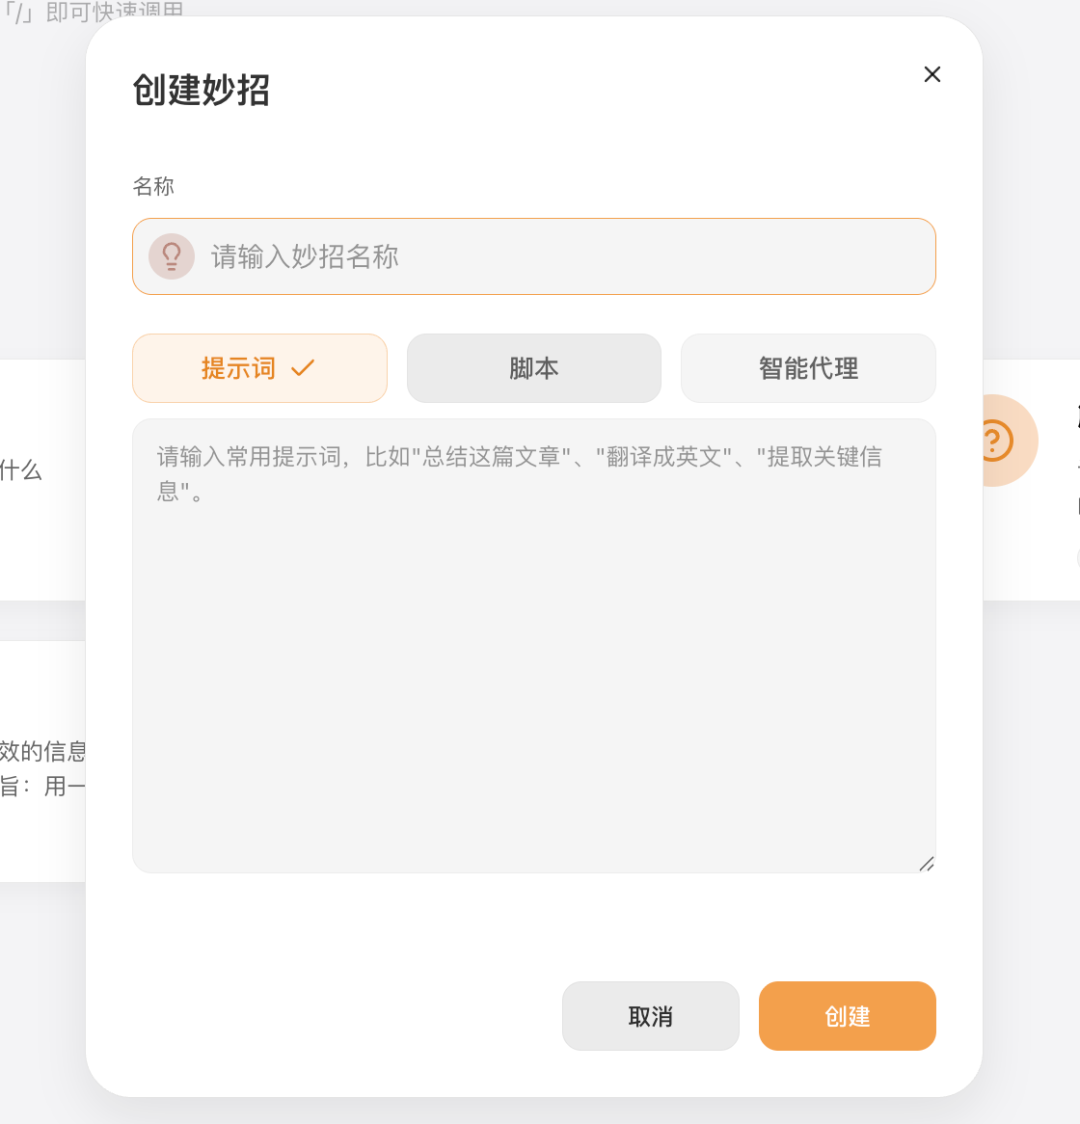 「/」即可快速调用
创建妙招
名称
请输入妙招名称
提示词
脚本
智能代理
请输入常用提示词，比如"总结这篇文章"、"翻译成英文"、"提取关键信
息"。
什么
效的信息
旨：用一
取消
创建